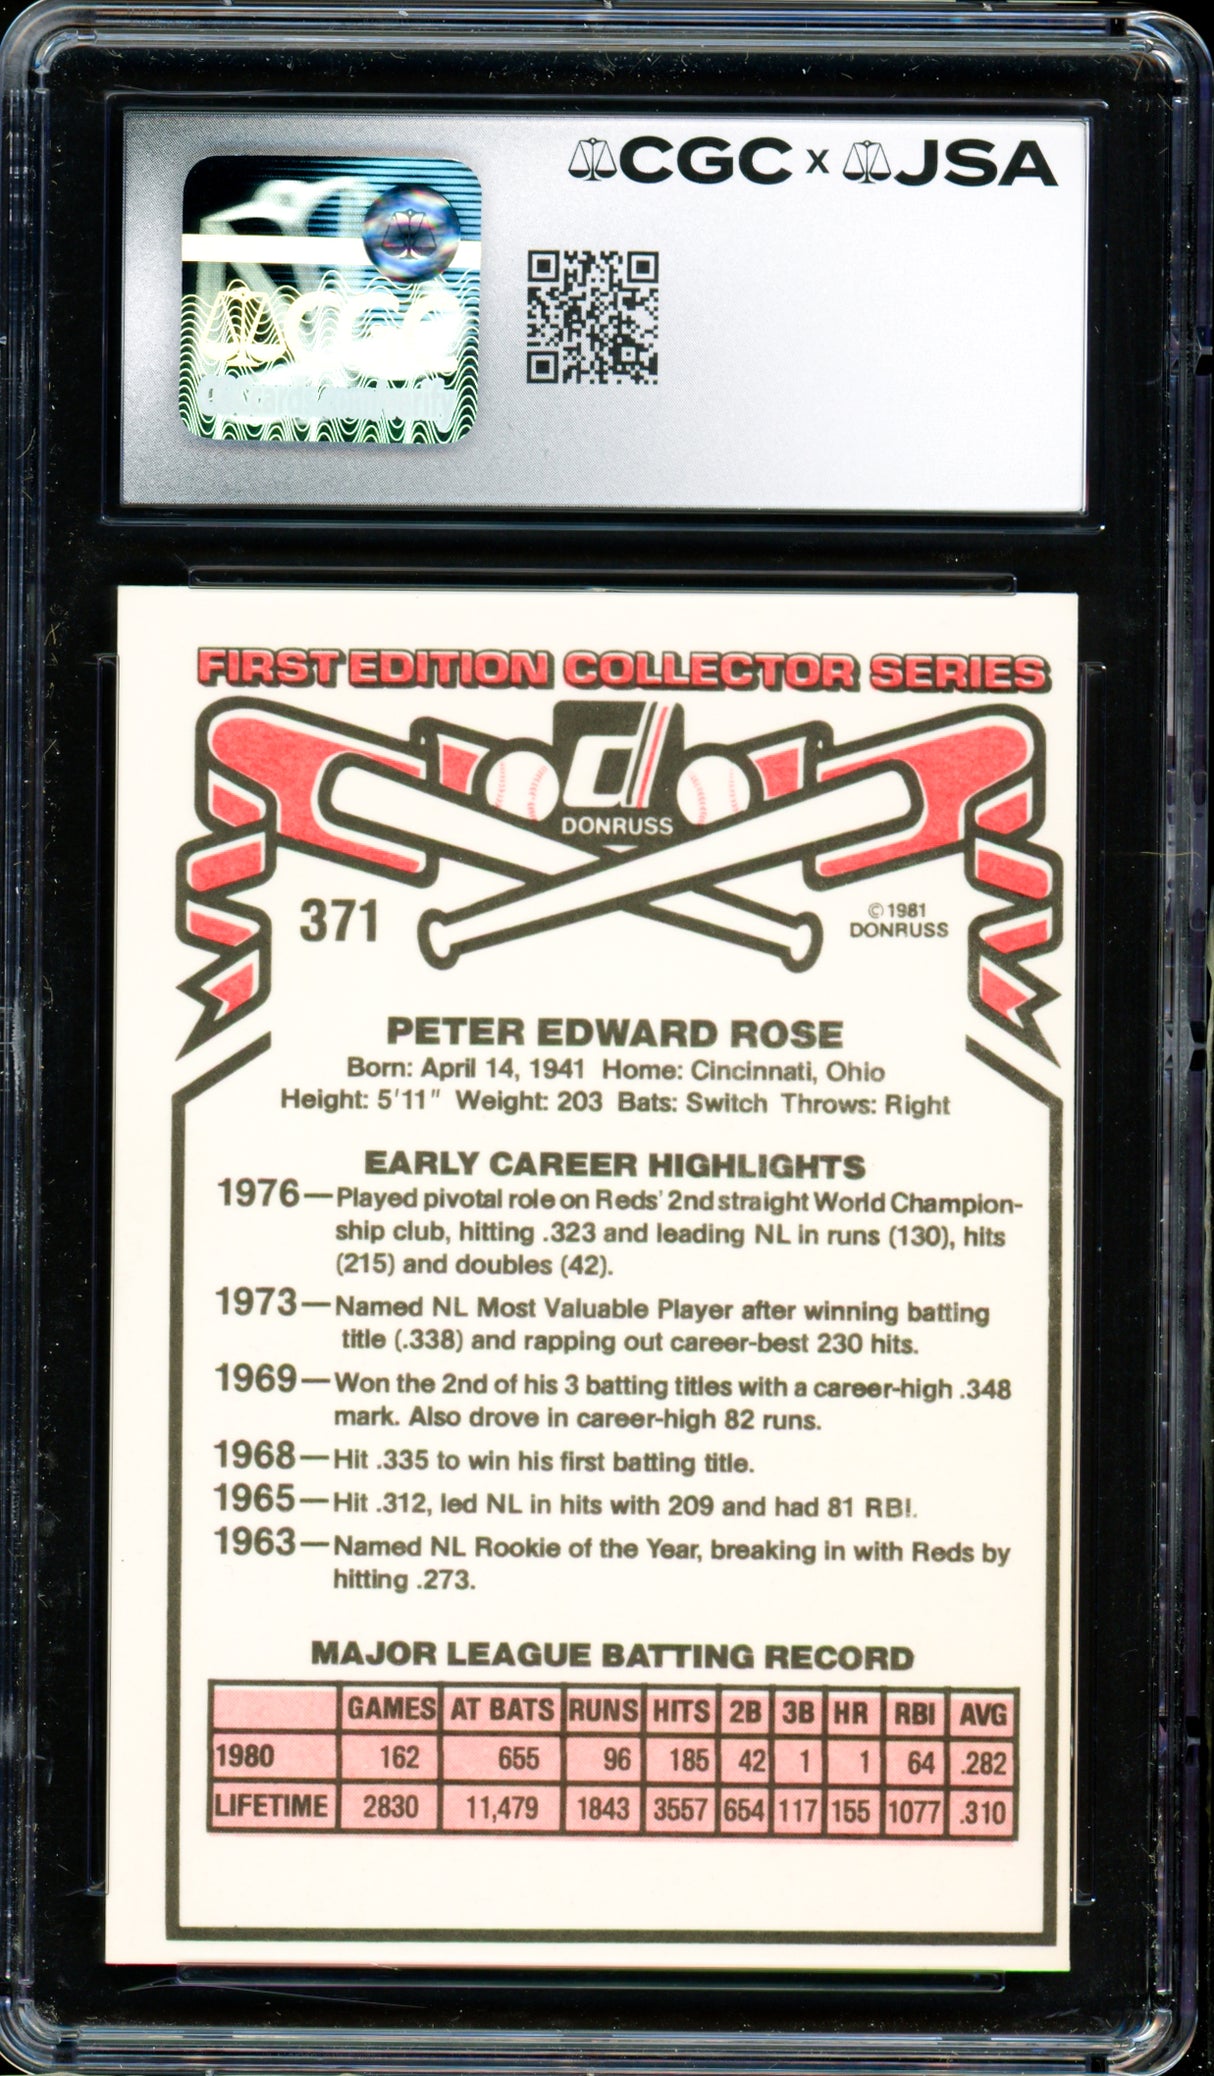 CGC x JSA
CGC
FIRST EDITION COLLECTOR SERIES
d
DONRUSS
371
© 1981
DONRUSS
PETER EDWARD ROSE
Born: April 14, 1941 Home: Cincinnati, Ohio
Height: 5'11" Weight: 203 Bats: Switch Throws: Right
EARLY CAREER HIGHLIGHTS
1976—Played pivotal role on Reds' 2nd straight World Champion-
ship club, hitting .323 and leading NL in runs (130), hits
(215) and doubles (42).
1973—Named NL Most Valuable Player after winning batting
title (.338) and rapping out career-best 230 hits.
1969—Won the 2nd of his 3 batting titles with a career-high .348
mark. Also drove in career-high 82 runs.
1968—Hit .335 to win his first batting title.
1965—Hit .312, led NL in hits with 209 and had 81 RBI.
1963—Named NL Rookie of the Year, breaking in with Reds by
hitting .273.
MAJOR LEAGUE BATTING RECORD
GAMES AT BATS RUNS HITS 2B 3B HR RBI AVG
1980 162 655 96 185 42 1 1 64 .282
LIFETIME 2830 11,479 1843 3557 654 117 155 1077 .310